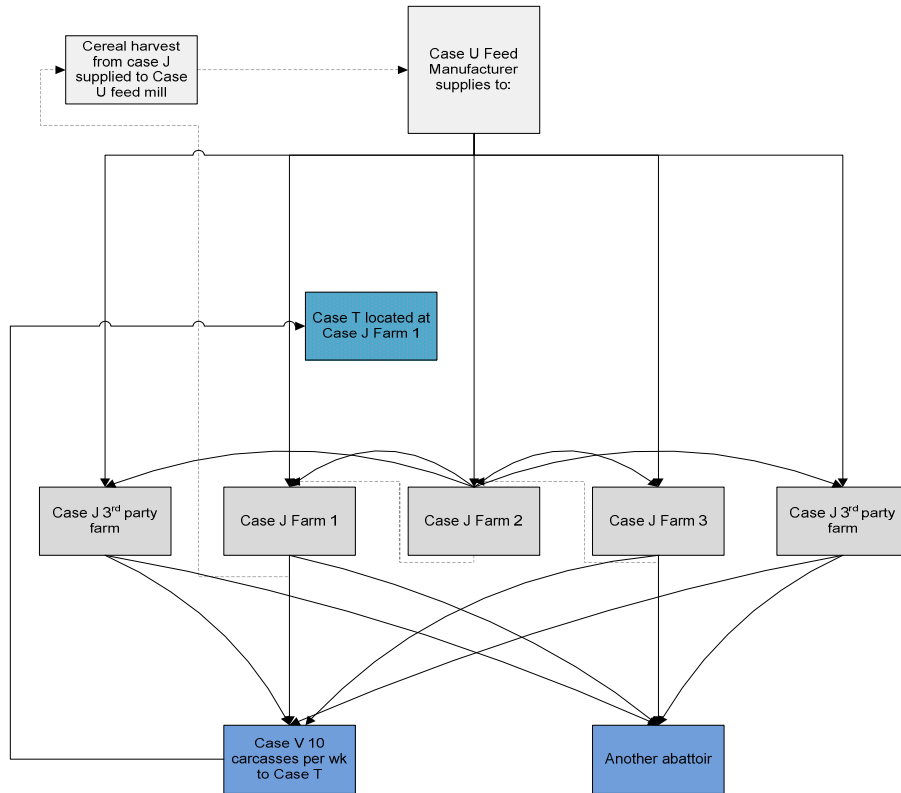 Cereal harvest
from case J
supplied to Case
U feed mill
Case U Feed
Manufacturer
supplies to:
Case T located at
Case J Farm 1
Case J 3rd party
farm
Case J Farm 1
Case J Farm 2
Case J Farm 3
Case J 3rd party
farm
Case V 10
carcasses per wk
to Case T
Another abattoir